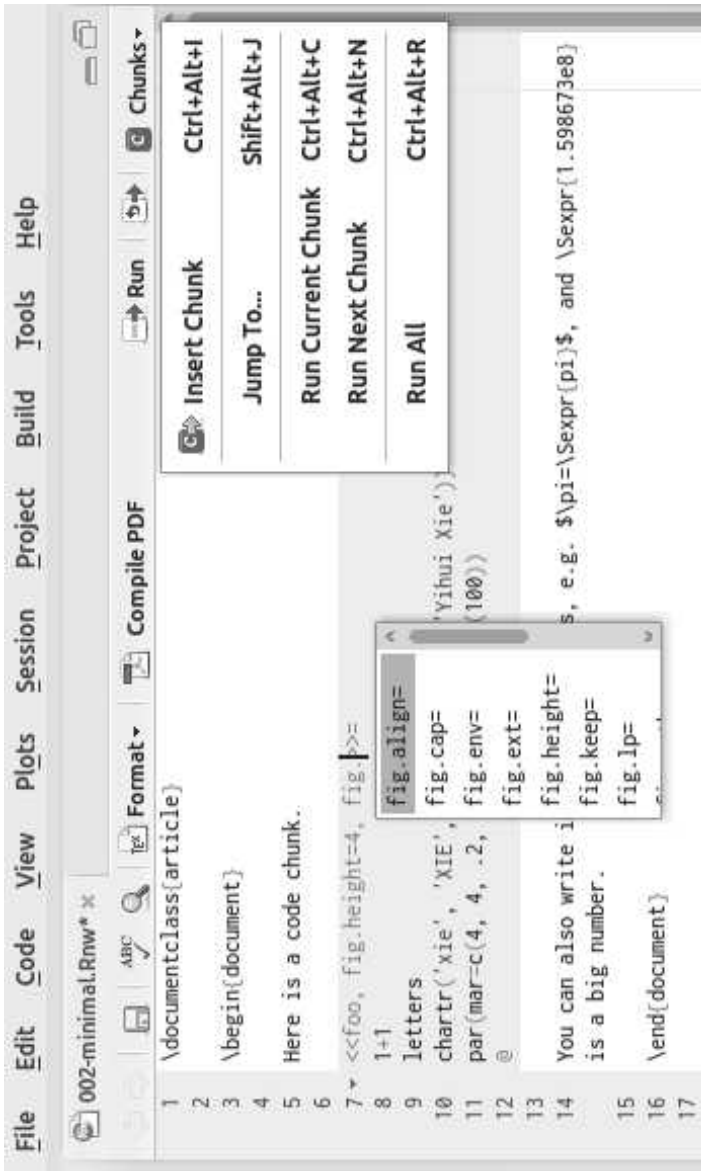 File Edit Code View Plots Session Project Build Tools Help
002-minimal.Rnw* ×
ABC TEX Format Compile PDF Run C Chunks
1 \documentclass{article}
2
3 \begin{document}
4
5 Here is a code chunk.
6
7 <<foo, fig.height=4, fig.>>=
8 1+1
9 letters
10 chartr('xie', 'XIE', 'Yihui Xie')
11 par(mar=c(4, 4, .2, (100))
12 @
13
14 You can also write i s, e.g. $\pi=\Sexpr{pi}$, and \Sexpr{1.598673e8}
is a big number.
15
16 \end{document}
17
C Insert Chunk Ctrl+Alt+I
Jump To... Shift+Alt+J
Run Current Chunk Ctrl+Alt+C
Run Next Chunk Ctrl+Alt+N
Run All Ctrl+Alt+R
fig.align=
fig.cap=
fig.env=
fig.ext=
fig.height=
fig.keep=
fig.lp=